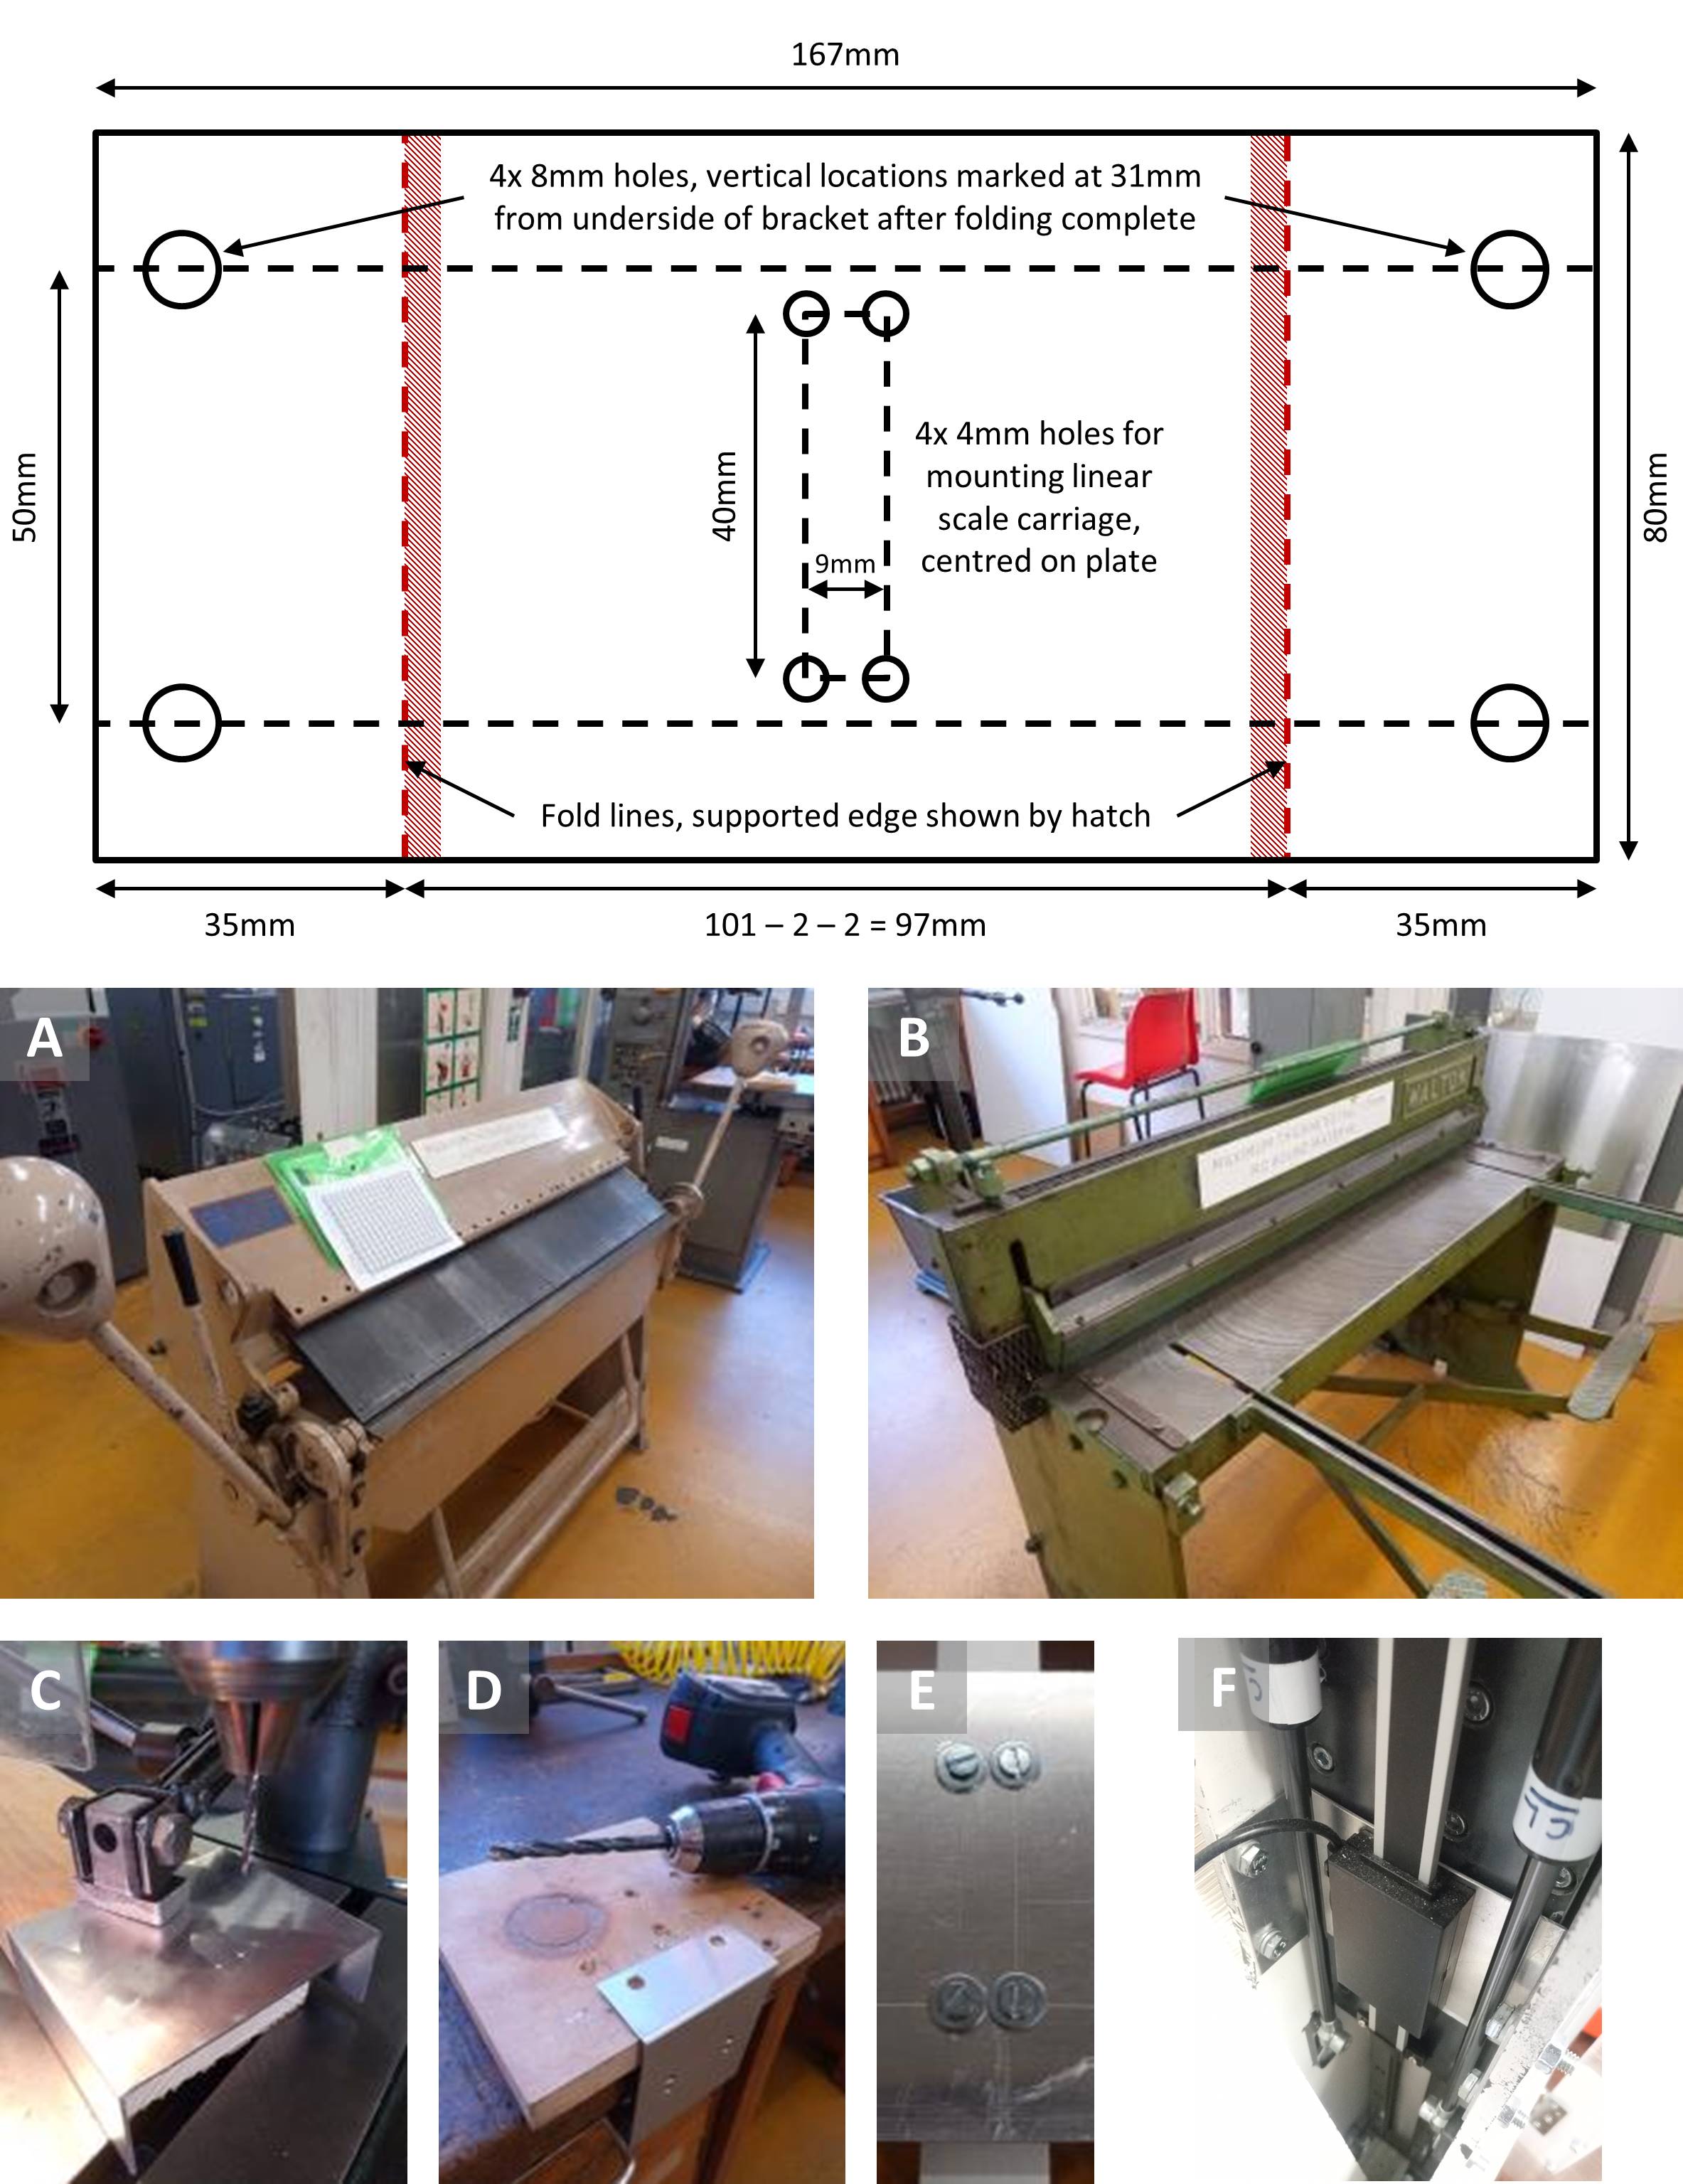 167mm
4x 8mm holes, vertical locations marked at 31mm
from underside of bracket after folding complete
50mm
40mm
9mm
4x 4mm holes for
mounting linear
scale carriage,
centred on plate
80mm
Fold lines, supported edge shown by hatch
35mm
101 – 2 – 2 = 97mm
35mm
A
B
WALTON
C
D
E
F